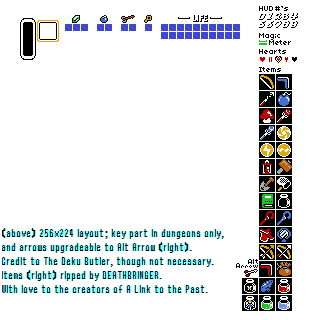 LIFE
HUD #'s
01234
56789
Magic
Meter
Hearts
Items
Alt
Arrow
(above) 256x224 layout; key part in dungeons only,
and arrows upgradeable to Alt Arrow (right).
Credit to The Deku Butler, though not necessary.
Items (right) ripped by DEATHBRINGER.
With love to the creators of A Link to the Past.